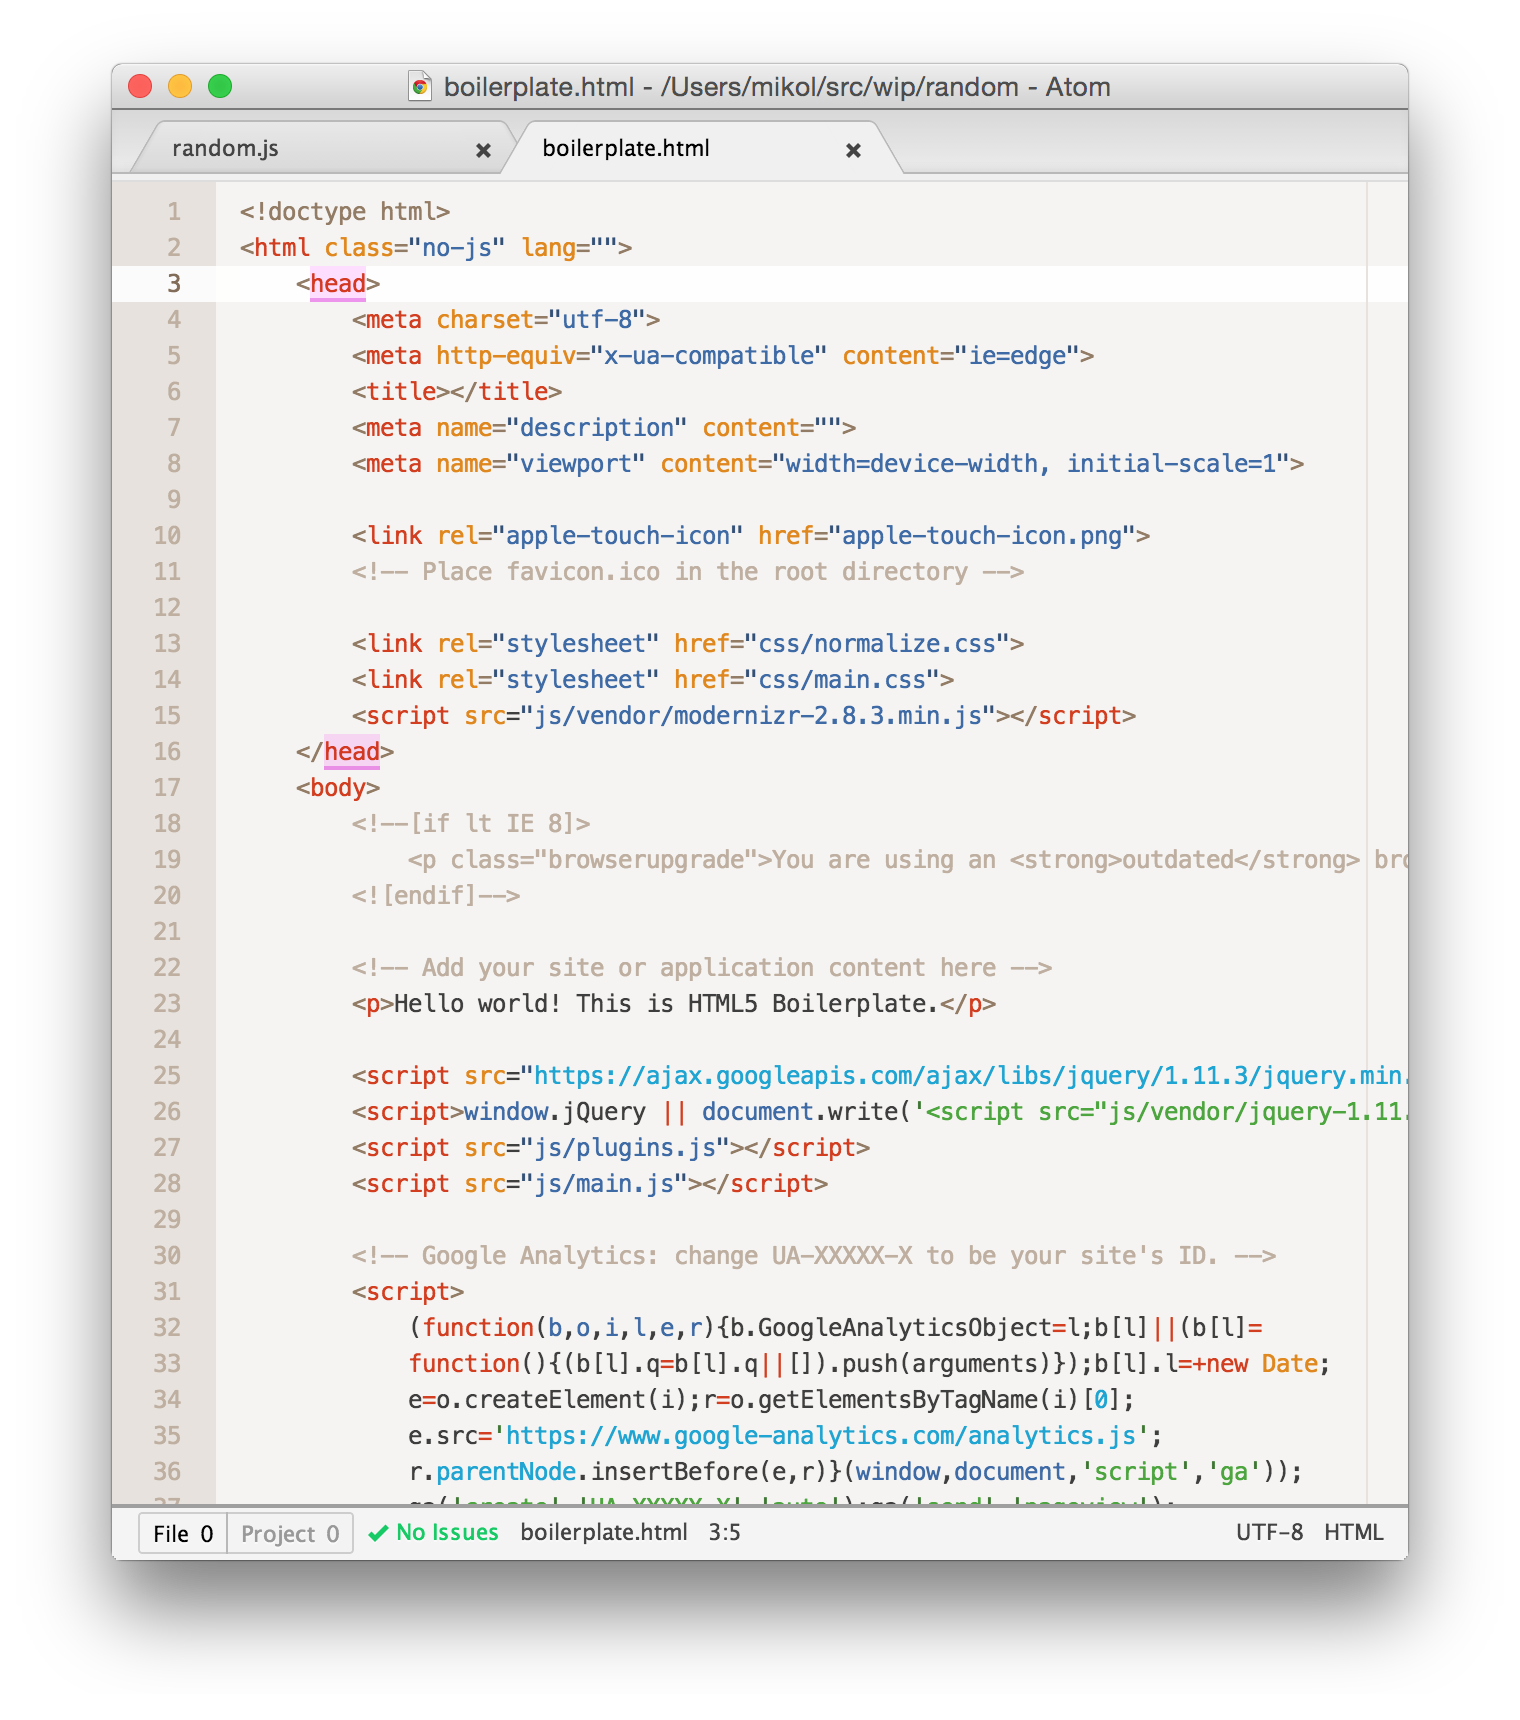 boilerplate.html - /Users/mikol/src/wip/random - Atom
random.js boilerplate.html
1 <!doctype html>
2 <html class="no-js" lang="">
3 <head>
4 <meta charset="utf-8">
5 <meta http-equiv="x-ua-compatible" content="ie=edge">
6 <title></title>
7 <meta name="description" content="">
8 <meta name="viewport" content="width=device-width, initial-scale=1">
9
10 <link rel="apple-touch-icon" href="apple-touch-icon.png">
11 <!-- Place favicon.ico in the root directory -->
12
13 <link rel="stylesheet" href="css/normalize.css">
14 <link rel="stylesheet" href="css/main.css">
15 <script src="js/vendor/modernizr-2.8.3.min.js"></script>
16 </head>
17 <body>
18 <!--[if lt IE 8]>
19 <p class="browserupgrade">You are using an <strong>outdated</strong> bro
20 <![endif]-->
21
22 <!-- Add your site or application content here -->
23 <p>Hello world! This is HTML5 Boilerplate.</p>
24
25 <script src="https://ajax.googleapis.com/ajax/libs/jquery/1.11.3/jquery.min.
26 <script>window.jQuery || document.write('<script src="js/vendor/jquery-1.11.
27 <script src="js/plugins.js"></script>
28 <script src="js/main.js"></script>
29
30 <!-- Google Analytics: change UA-XXXXX-X to be your site's ID. -->
31 <script>
32 (function(b,o,i,l,e,r){b.GoogleAnalyticsObject=l;b[l]||(b[l]=
33 function(){(b[l].q=b[l].q||[]).push(arguments)});b[l].l=+new Date;
34 e=o.createElement(i);r=o.getElementsByTagName(i)[0];
35 e.src='https://www.google-analytics.com/analytics.js';
36 r.parentNode.insertBefore(e,r)}(window,document,'script','ga'));
37 ga('create','UA-XXXXX-X','auto');ga('send','pageview');
File 0 Project 0 No Issues boilerplate.html 3:5 UTF-8 HTML